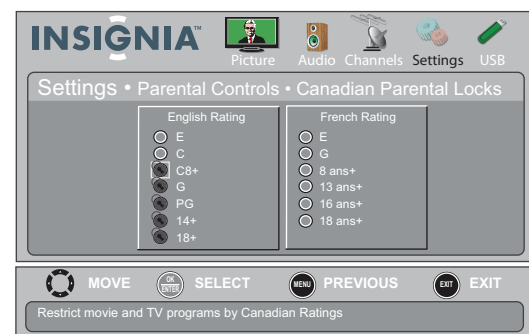 INSIGNIA™
Picture Audio Channels Settings USB
Settings • Parental Controls • Canadian Parental Locks
English Rating
E
C
C8+
G
PG
14+
18+
French Rating
E
G
8 ans+
13 ans+
16 ans+
18 ans+
MOVE OK ENTER SELECT MENU PREVIOUS EXIT EXIT
Restrict movie and TV programs by Canadian Ratings